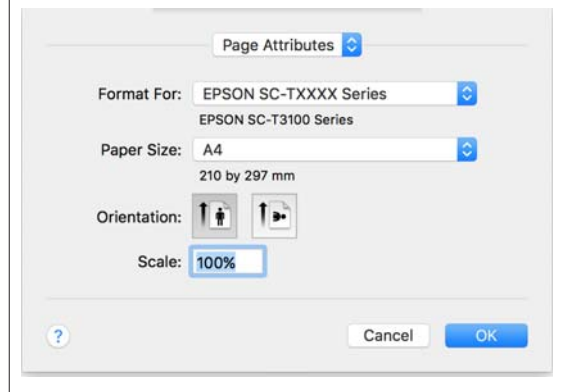 Page Attributes
Format For: EPSON SC-TXXXX Series
EPSON SC-T3100 Series
Paper Size: A4
210 by 297 mm
Orientation:
Scale: 100%
? Cancel OK